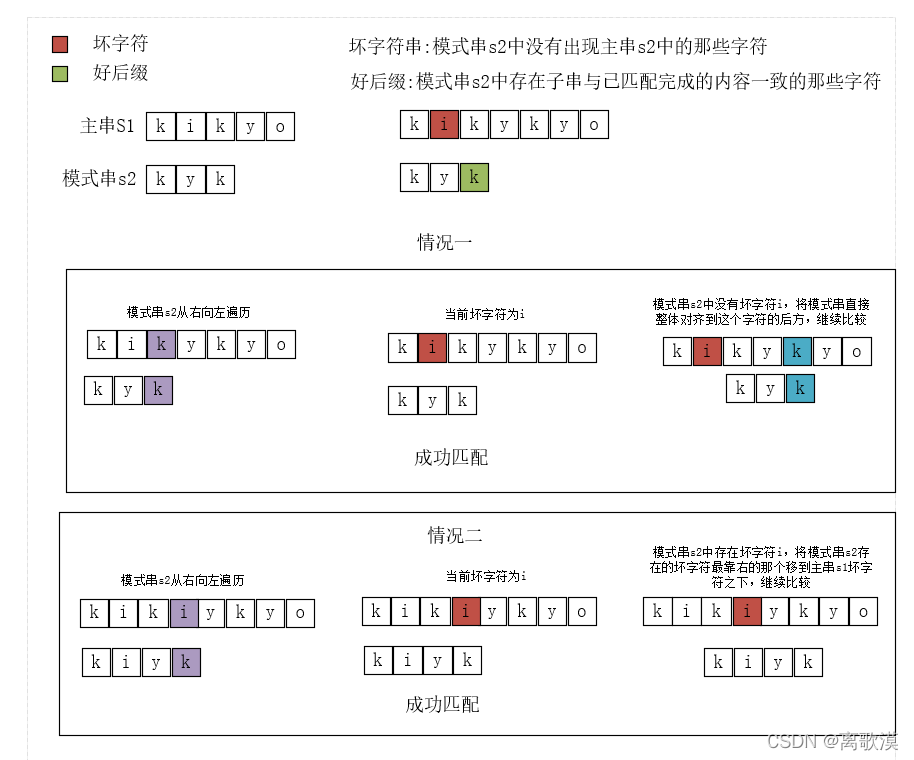 坏字符
好后缀
坏字符串:模式串s2中没有出现主串s2中的那些字符
好后缀:模式串s2中存在子串与已匹配完成的内容一致的那些字符
主串S1 k i k y o
k i k y k y o
模式串s2 k y k
k y k
情况一
模式串s2从右向左遍历
当前坏字符为i
模式串s2中没有坏字符i，将模式串直接
整体对齐到这个字符的后方，继续比较
k i k y k y o
k i k y k y o
k i k y k y o
k y k
k y k
k y k
成功匹配
情况二
模式串s2从右向左遍历
当前坏字符为i
模式串s2中存在坏字符i，将模式串s2存
在的坏字符最靠右的那个移到主串s1坏字
符之下，继续比较
k i k i y k y o
k i k i y k y o
k i k i y k y o
k i y k
k i y k
k i y k
成功匹配
CSDN @离歌漠